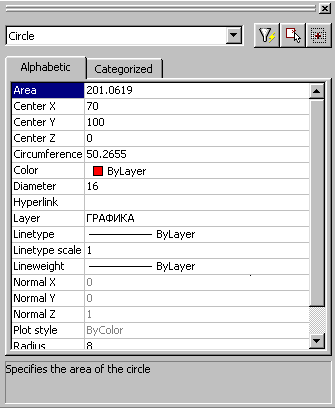 Circle
Alphabetic Categorized
Area 201.0619
Center X 70
Center Y 100
Center Z 0
Circumference 50.2655
Color ByLayer
Diameter 16
Hyperlink
Layer ГРАФИКА
Linetype ByLayer
Linetype scale 1
Lineweight ByLayer
Normal X 0
Normal Y 0
Normal Z 1
Plot style ByColor
Radius 8
Specifies the area of the circle